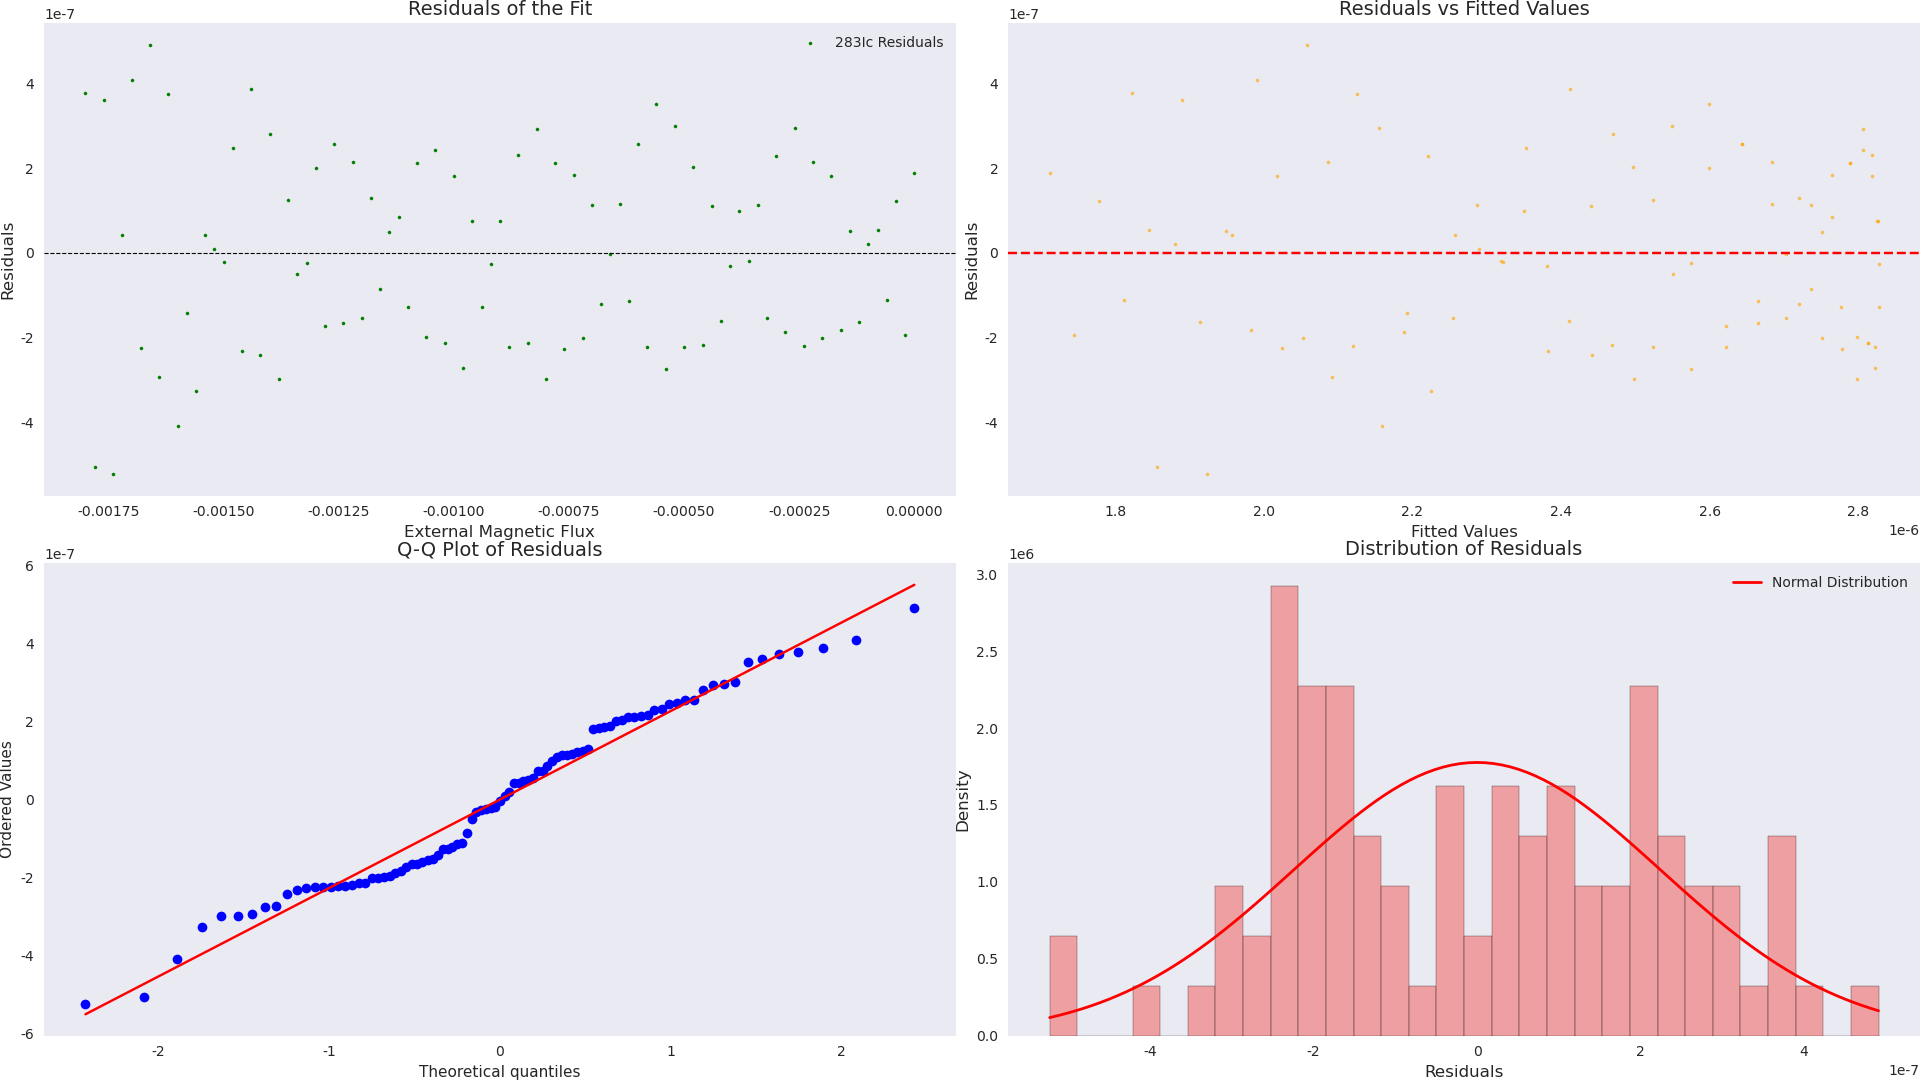 Residuals of the Fit
1e-7
283Ic Residuals
4
2
0
-2
-4
Residuals
-0.00175 -0.00150 -0.00125 -0.00100 -0.00075 -0.00050 -0.00025 0.00000
External Magnetic Flux
Residuals vs Fitted Values
1e-7
4
2
0
-2
-4
Residuals
1.8 2.0 2.2 2.4 2.6 2.8
1e-6
Fitted Values
Q-Q Plot of Residuals
1e-7
6
4
2
0
-2
-4
-6
Ordered Values
-2 -1 0 1 2
Theoretical quantiles
Distribution of Residuals
1e6
Normal Distribution
3.0
2.5
2.0
1.5
1.0
0.5
0.0
Density
-4 -2 0 2 4
1e-7
Residuals